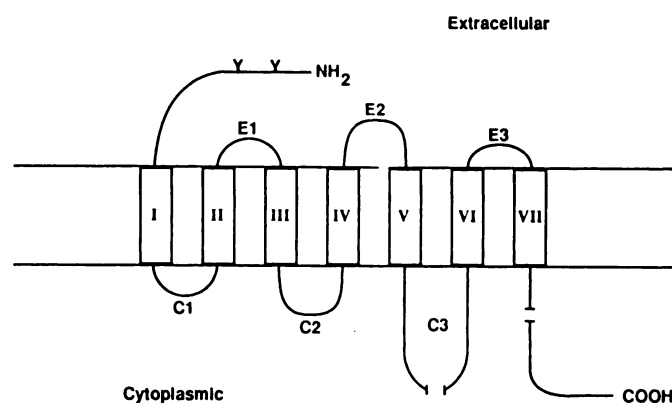 Extracellular
Y Y NH2
E1 E2 E3
I II III IV V VI VII
C1 C2 C3
Cytoplasmic COOH